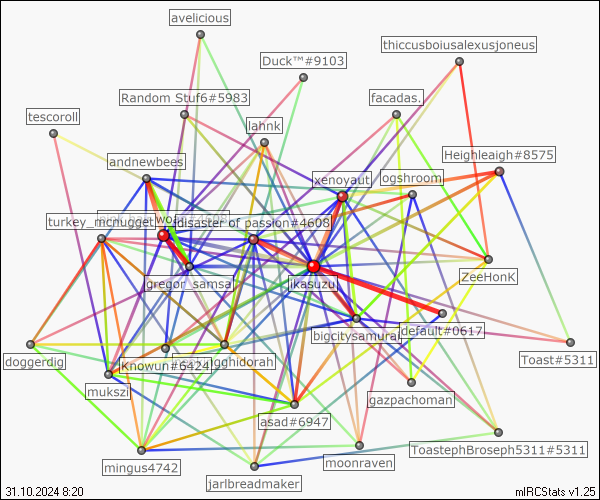 avelicious
thiccusboiusalexusjoneus
Duck™#9103
Random Stuf6#5983
facadas.
tescoroll
lahnk
Heighleaigh#8575
andnewbees
xenoyaut
ogshroom
turkey_mcnugget
disaster of passion#4608
ZeeHonK
gregor_samsa
ikasuzu
bigcitysamurai
default#0617
doggerdig
Knowun#6424
oghidorah
Toast#5311
mukszi
gazpachoman
asad#6947
ToastephBroseph5311#5311
mingus4742
moonraven
jarlbreadmaker
31.10.2024 8:20
mIRCStats v1.25